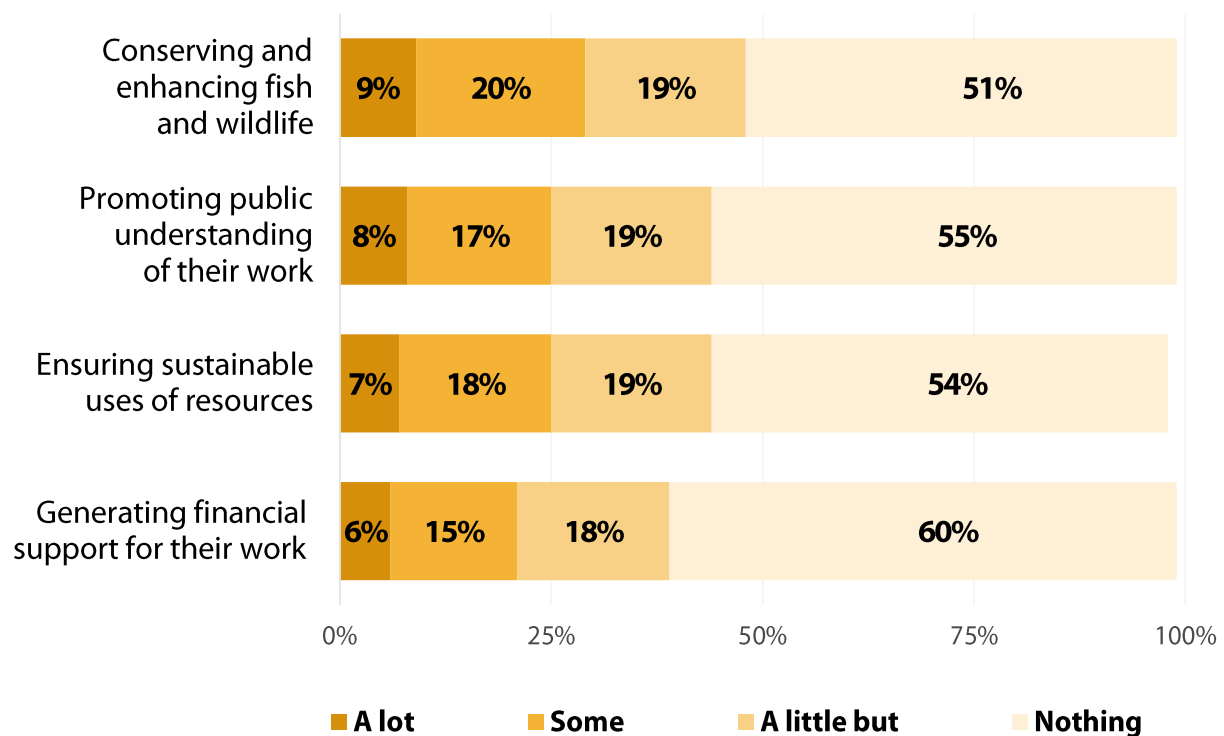 Conserving and
enhancing fish
and wildlife
9% 20% 19% 51%
Promoting public
understanding
of their work
8% 17% 19% 55%
Ensuring sustainable
uses of resources
7% 18% 19% 54%
Generating financial
support for their work
6% 15% 18% 60%
0% 25% 50% 75% 100%
A lot Some A little but Nothing